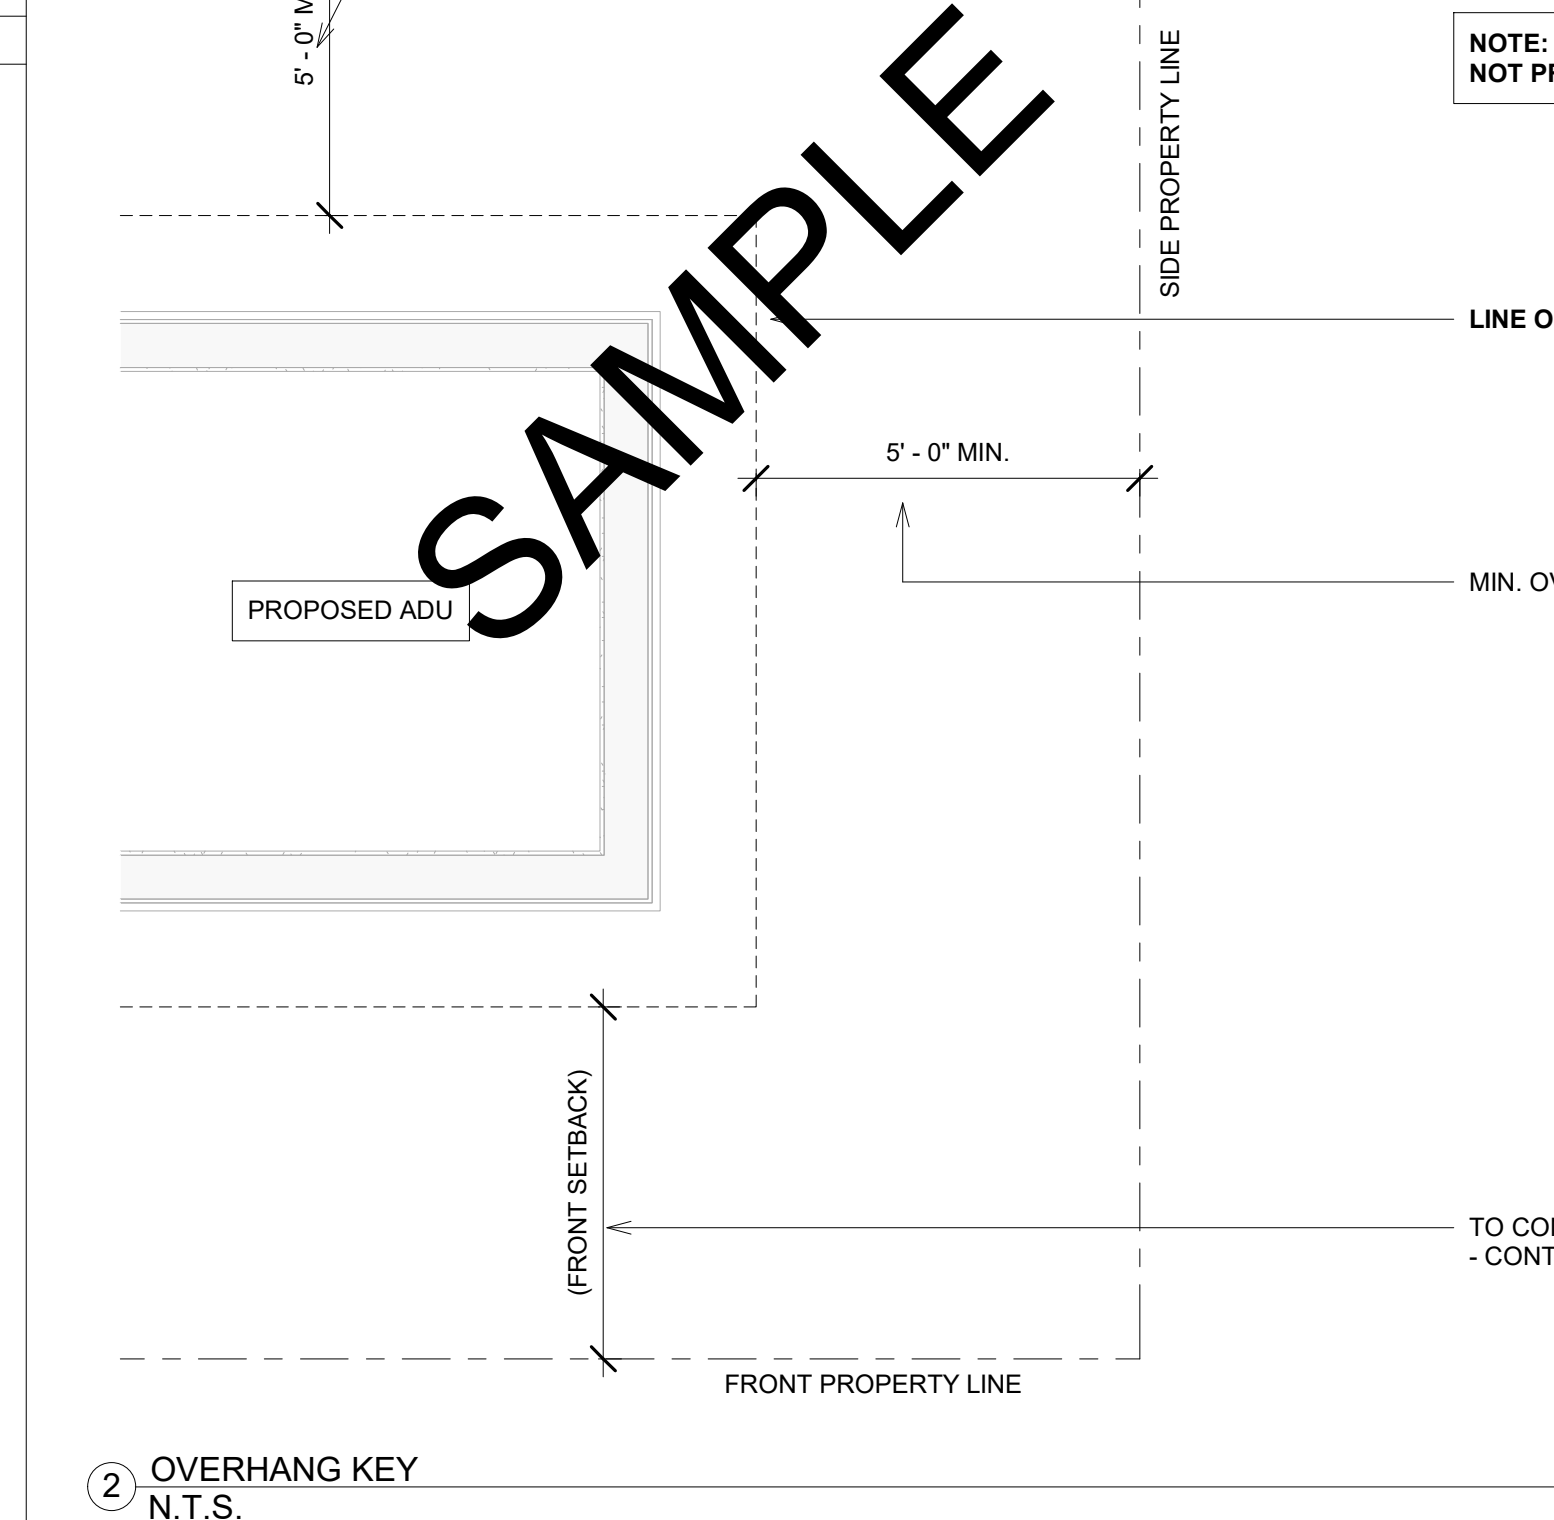 5' - 0"
SIDE PROPERTY LINE
NOTE:
NOT
SAMPLE
LINE
5' - 0" MIN.
MIN.
PROPOSED ADU
(FRONT SETBACK)
TO
- CONT
FRONT PROPERTY LINE
2
OVERHANG KEY
N.T.S.